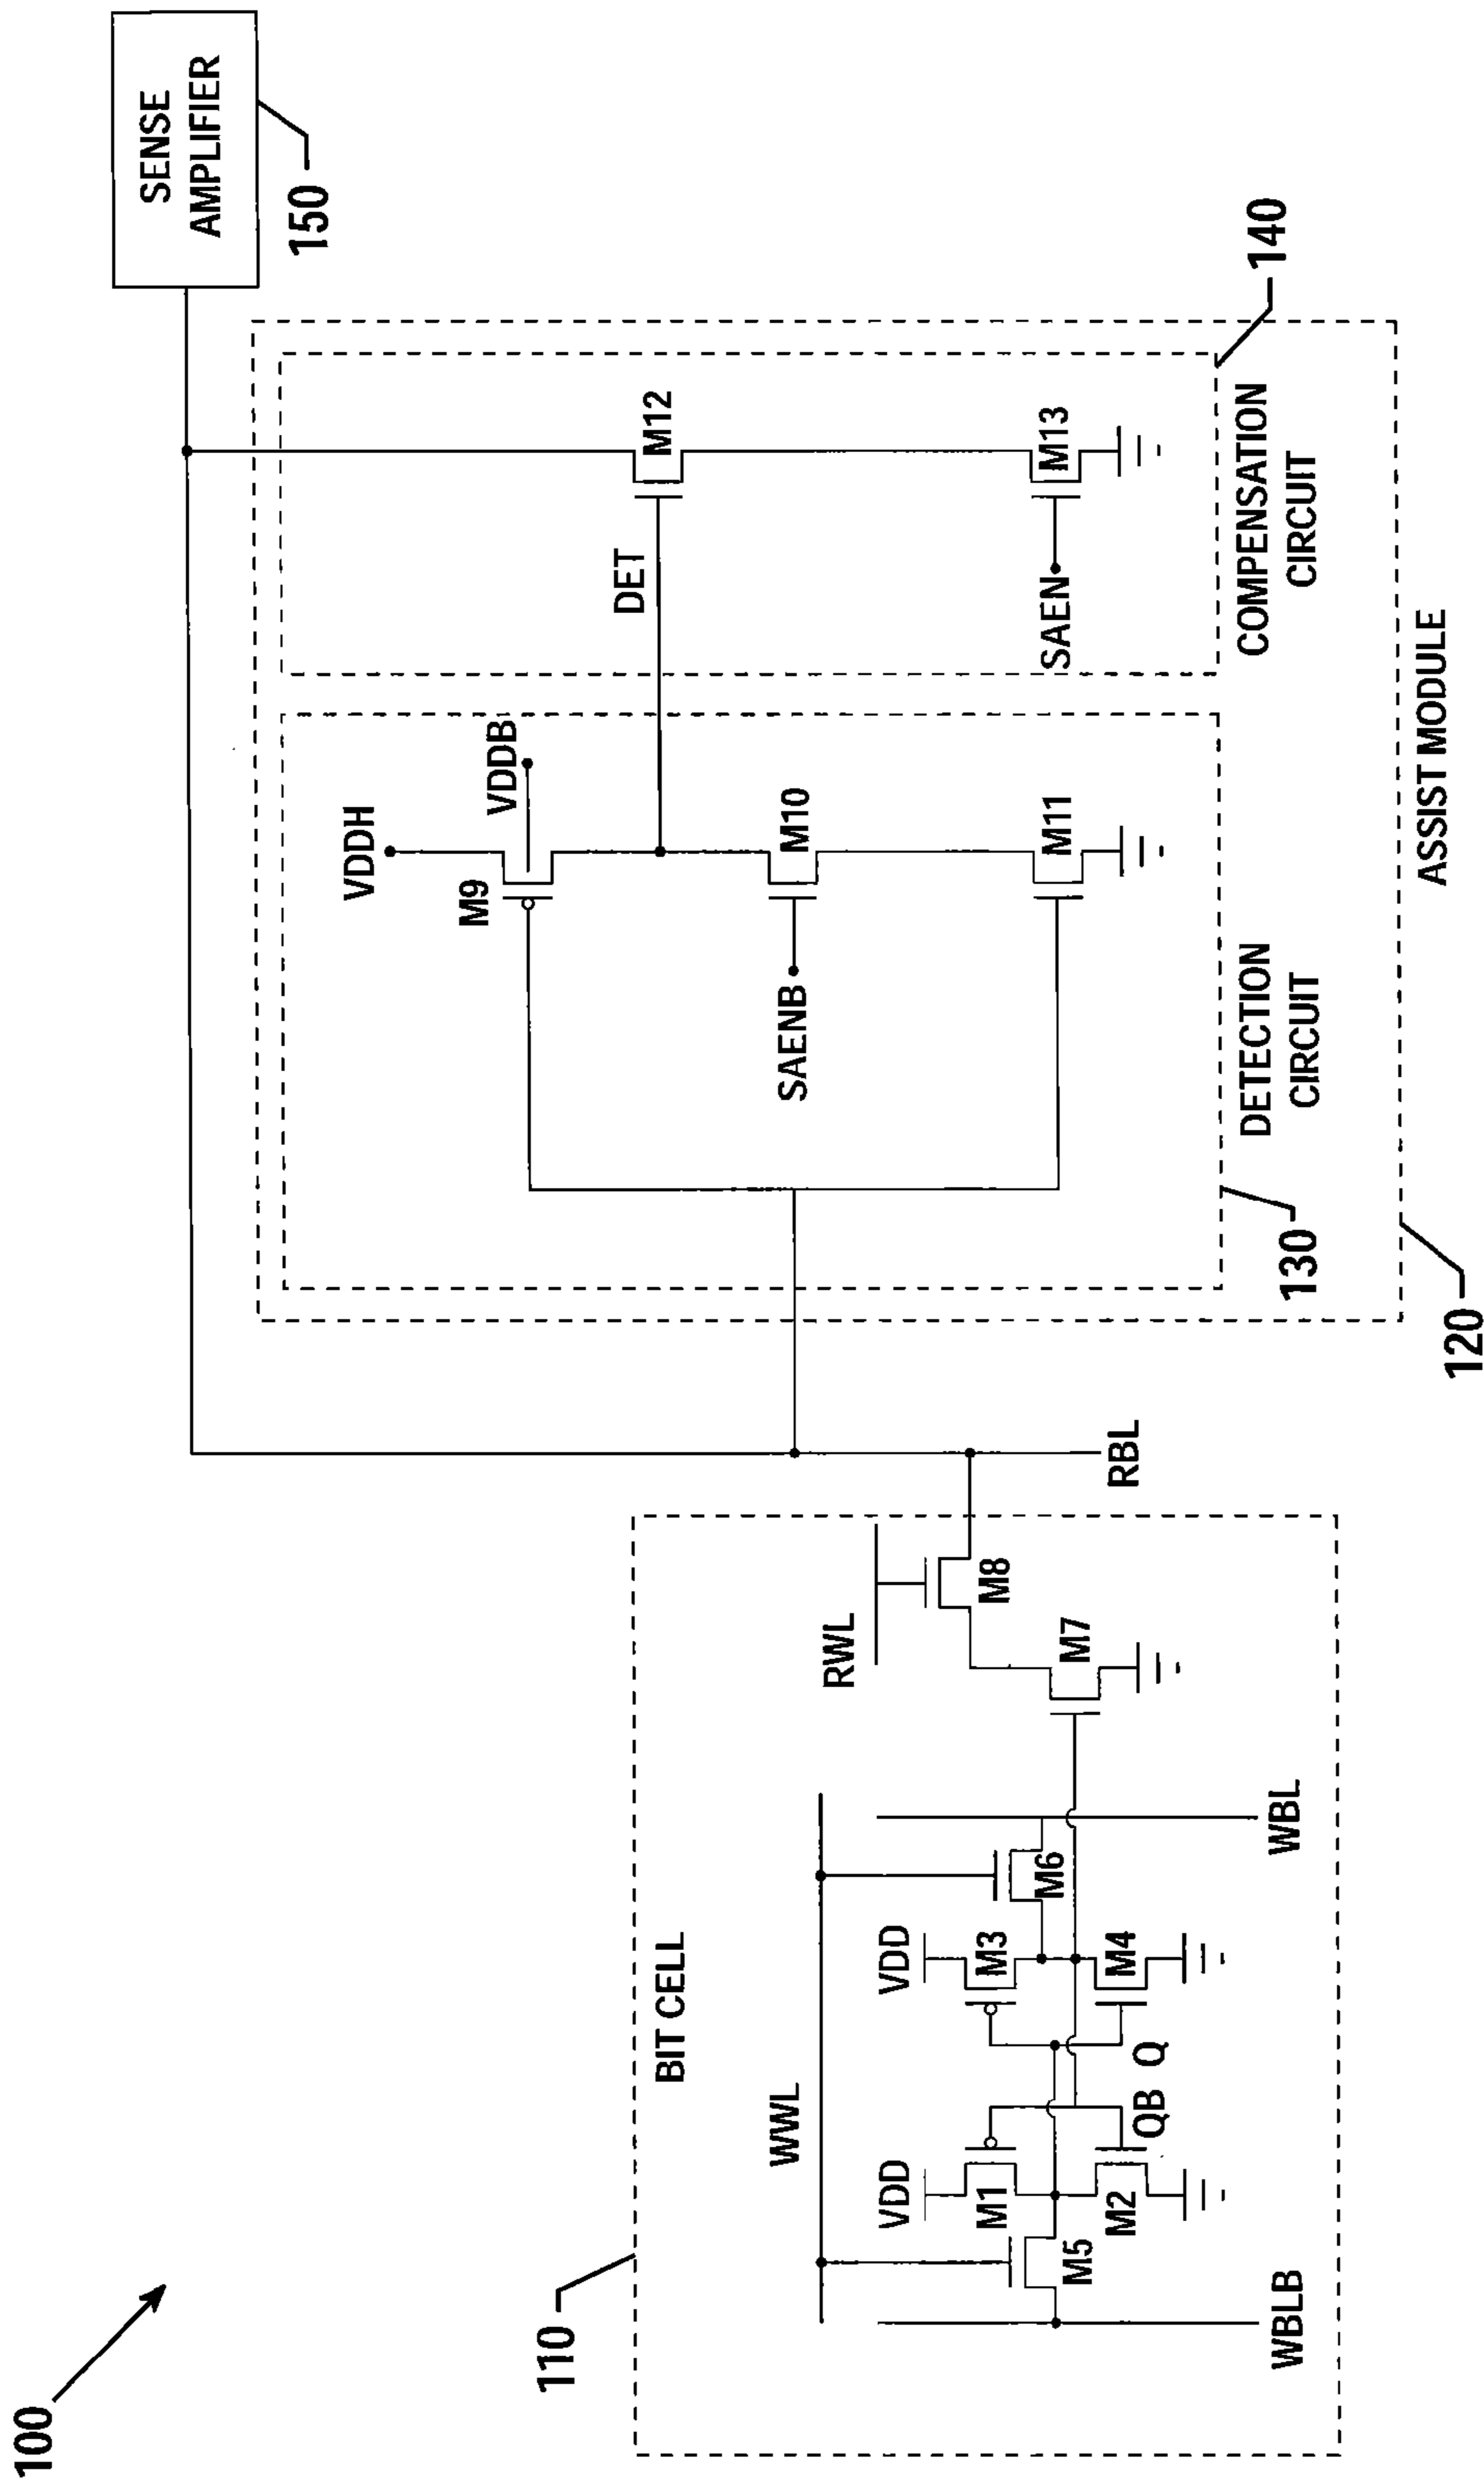 100
SENSE
AMPLIFIER
150
110
BIT CELL
WWL
VDD
M1
M2
M5
WBLB
QB
Q
VDD
M3
M4
M6
WBL
RWL
M8
M7
RBL
VDDH
M9
VDDB
SAENB
M10
M11
DETECTION
CIRCUIT
130
DET
M12
SAEN
M13
COMPENSATION
CIRCUIT
140
ASSIST MODULE
120